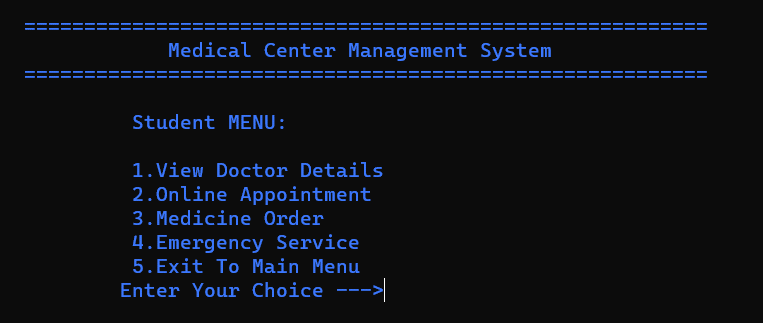 =========================================================
Medical Center Management System
=========================================================
Student MENU:
1.View Doctor Details
2.Online Appointment
3.Medicine Order
4.Emergency Service
5.Exit To Main Menu
Enter Your Choice --->